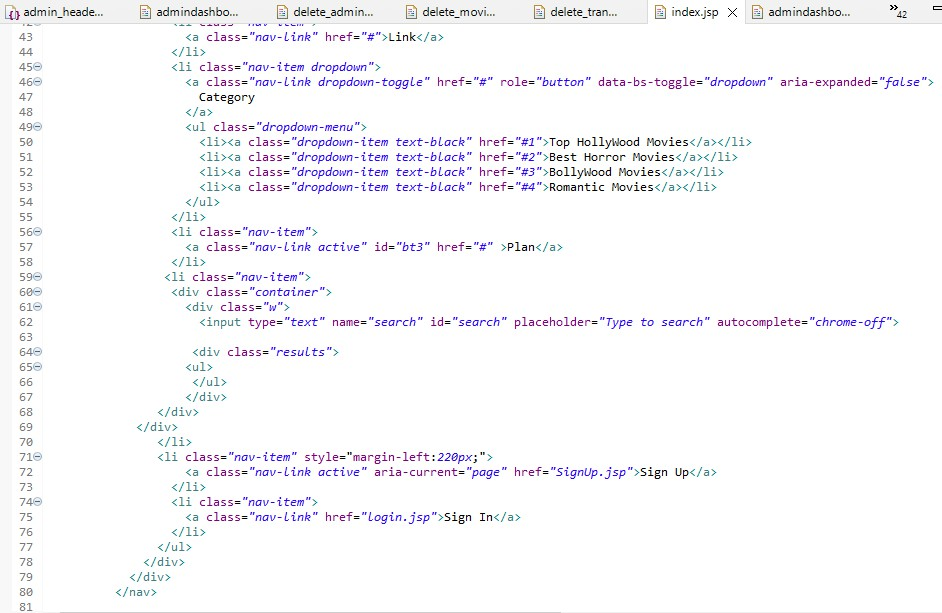 admin_heade... admindashbo... delete_admin... delete_movi... delete_tran... index.jsp admindashbo... »42
43 <a class="nav-link" href="#">Link</a>
44 </li>
45 <li class="nav-item dropdown">
46 <a class="nav-link dropdown-toggle" href="#" role="button" data-bs-toggle="dropdown" aria-expanded="false">
47 Category
48 </a>
49 <ul class="dropdown-menu">
50 <li><a class="dropdown-item text-black" href="#1">Top HollyWood Movies</a></li>
51 <li><a class="dropdown-item text-black" href="#2">Best Horror Movies</a></li>
52 <li><a class="dropdown-item text-black" href="#3">BollyWood Movies</a></li>
53 <li><a class="dropdown-item text-black" href="#4">Romantic Movies</a></li>
54 </ul>
55 </li>
56 <li class="nav-item">
57 <a class="nav-link active" id="bt3" href="#" >Plan</a>
58 </li>
59 <li class="nav-item">
60 <div class="container">
61 <div class="w">
62 <input type="text" name="search" id="search" placeholder="Type to search" autocomplete="chrome-off">
63
64 <div class="results">
65 <ul>
66 </ul>
67 </div>
68 </div>
69 </div>
70 </li>
71 <li class="nav-item" style="margin-left:220px;">
72 <a class="nav-link active" aria-current="page" href="SignUp.jsp">Sign Up</a>
73 </li>
74 <li class="nav-item">
75 <a class="nav-link" href="login.jsp">Sign In</a>
76 </li>
77 </ul>
78 </div>
79 </div>
80 </nav>
81